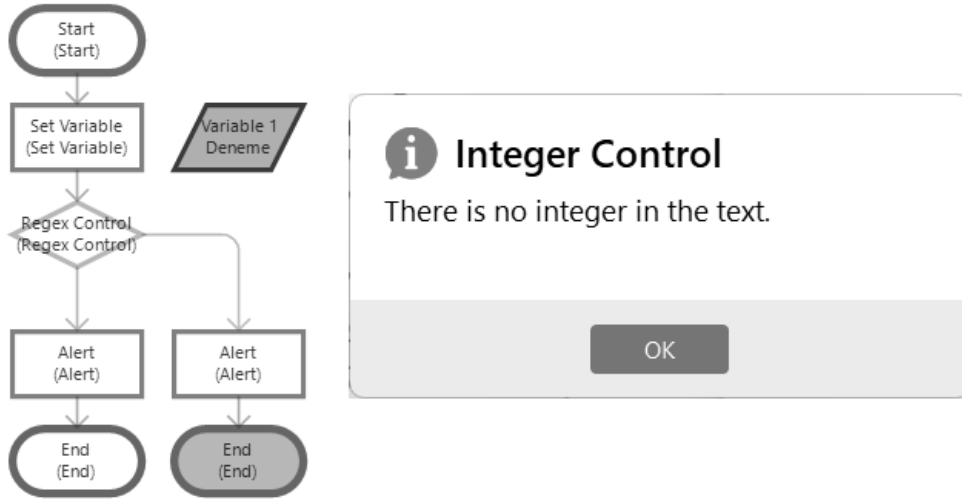 Start
(Start)
Set Variable
(Set Variable)
Variable 1
Deneme
Regex Control
(Regex Control)
Alert
(Alert)
Alert
(Alert)
End
(End)
End
(End)
Integer Control
There is no integer in the text.
OK